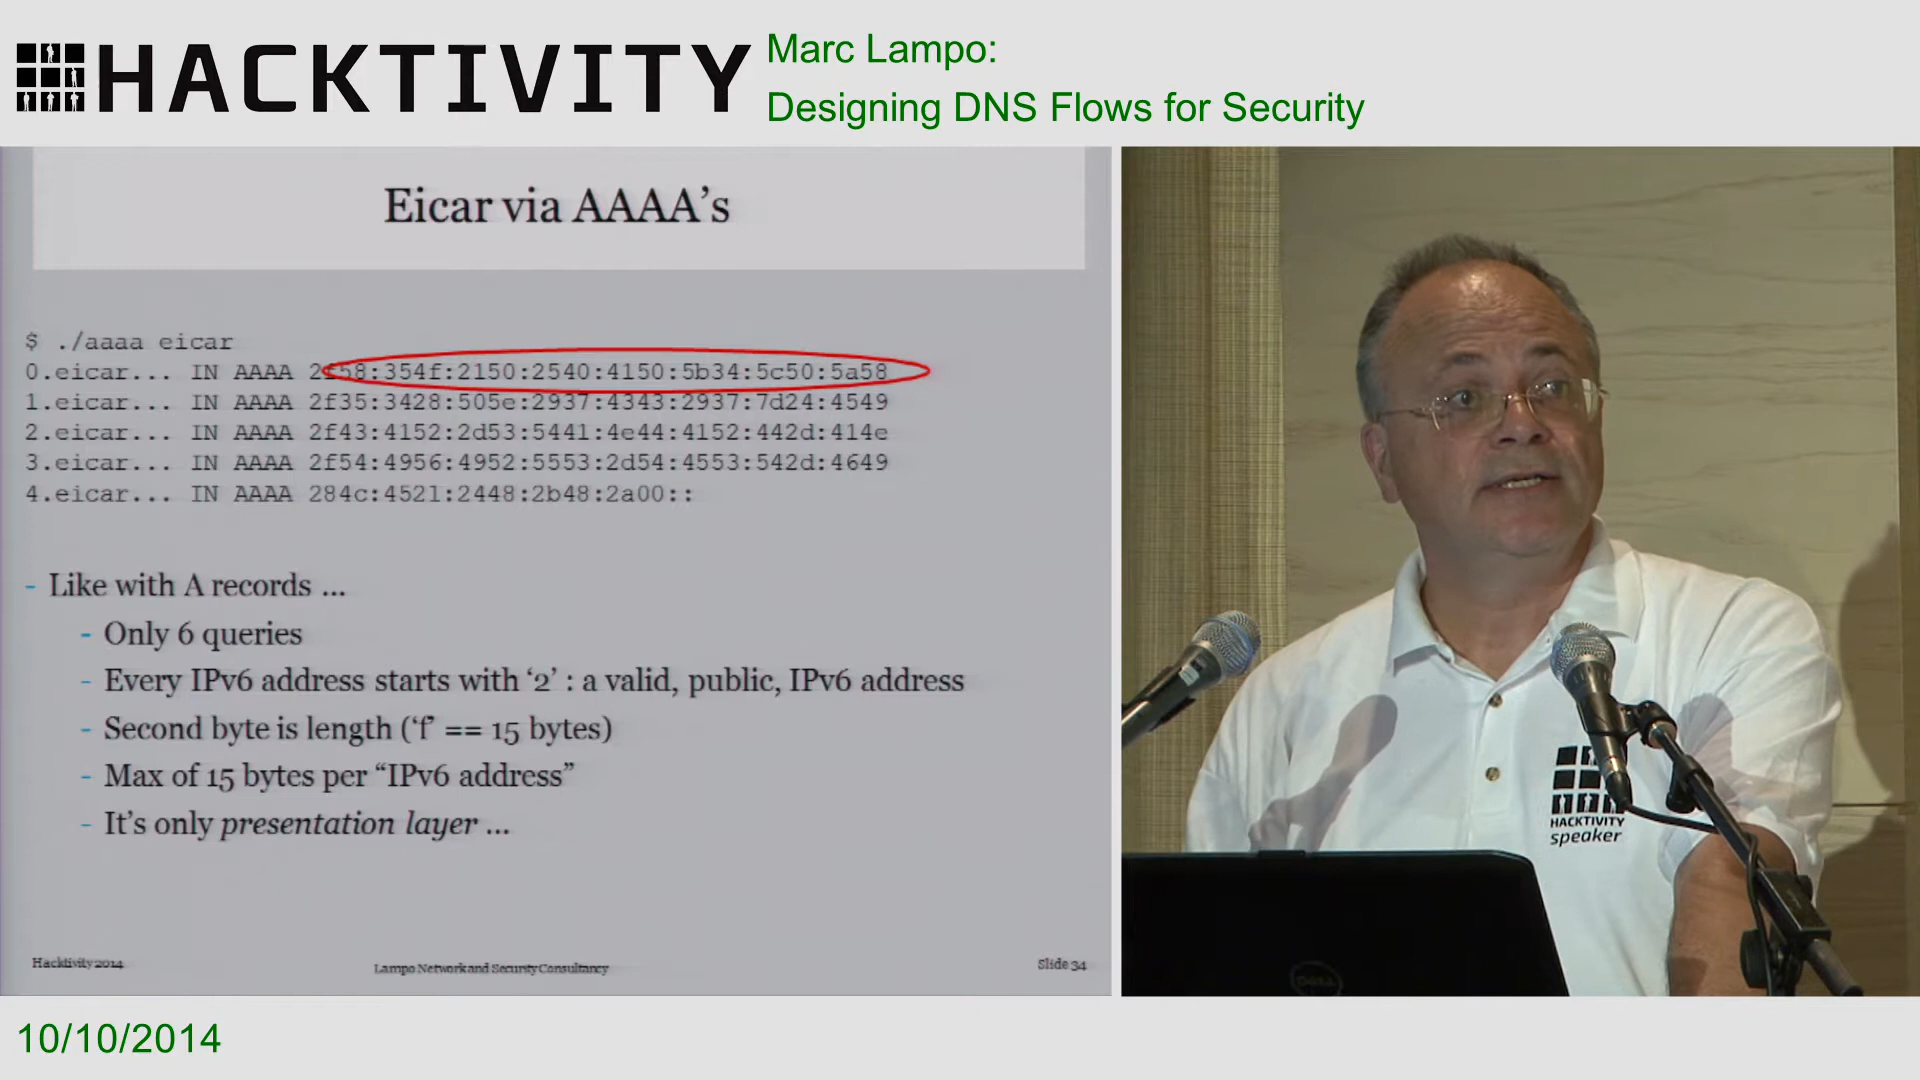 HACKTIVITY
Marc Lampo:
Designing DNS Flows for Security
Eicar via AAAA's
$ ./aaaa eicar
0.eicar... IN AAAA 2f58:354f:2150:2540:4150:5b34:5c50:5a58
1.eicar... IN AAAA 2f35:3428:505e:2937:4343:2937:7d24:4549
2.eicar... IN AAAA 2f43:4152:2d53:5441:4e44:4152:442d:414e
3.eicar... IN AAAA 2f54:4956:4952:5553:2d54:4553:542d:4649
4.eicar... IN AAAA 284c:4521:2448:2b48:2a00::
- Like with A records ...
- Only 6 queries
- Every IPv6 address starts with '2' : a valid, public, IPv6 address
- Second byte is length ('f' == 15 bytes)
- Max of 15 bytes per "IPv6 address"
- It's only presentation layer ...
Hacktivity 2014
Lampo Network and Security Consultancy
Slide 34
HACKTIVITY
speaker
DELL
10/10/2014